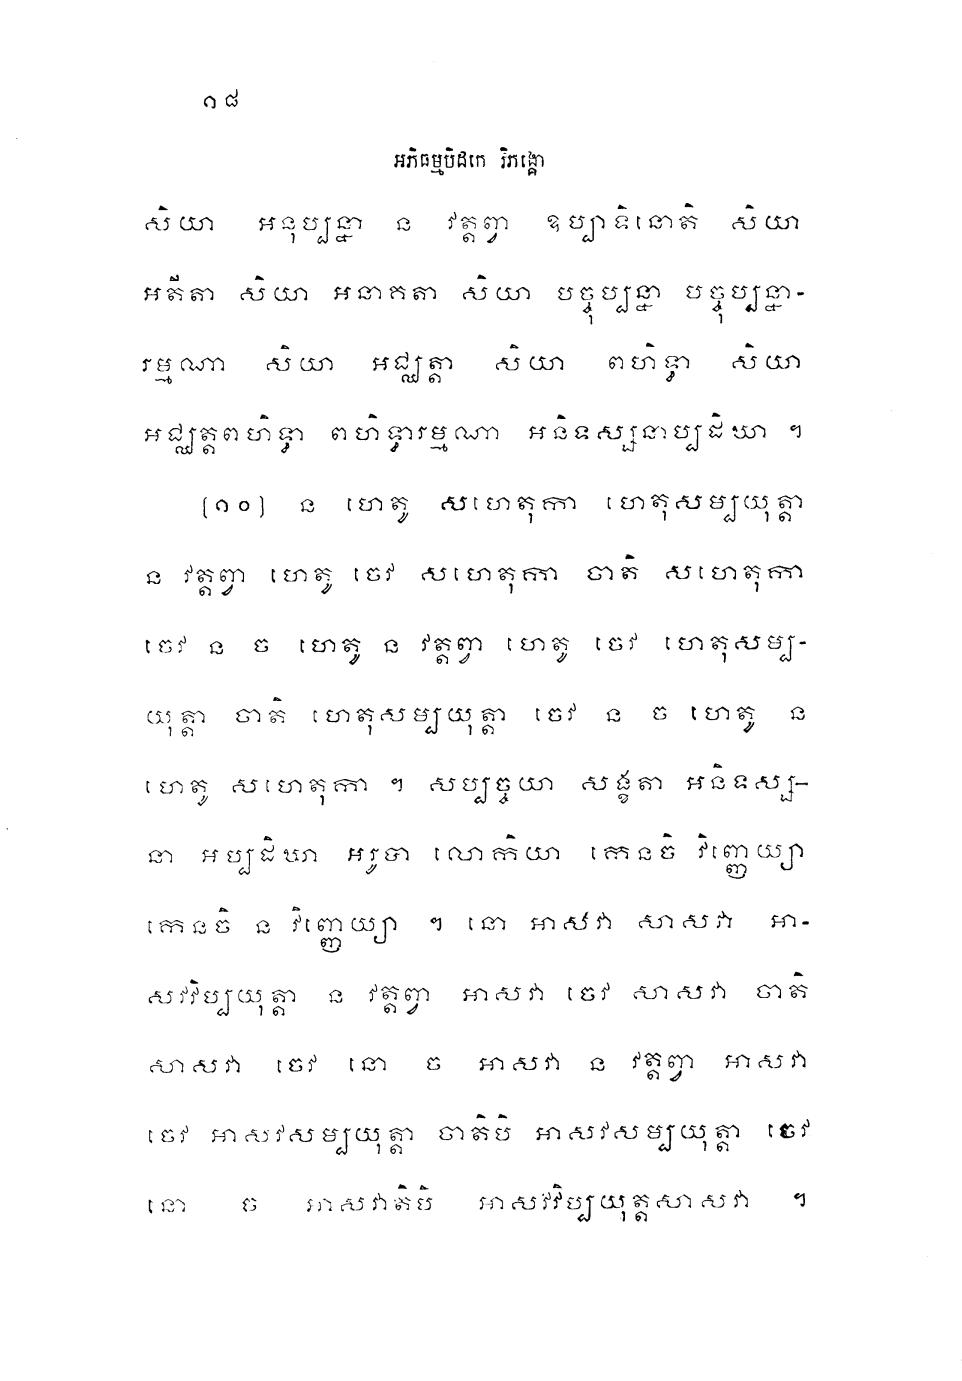 ១៨
អភិធម្មបិដកេ វិភង្គោ
សិយា អនុប្បន្នា ន វត្តព្វា ឧប្បាទិនោតិ សិយា
អតីតា សិយា អនាគតា សិយា បច្ចុប្បន្នា បច្ចុប្បន្នា-
រម្មណា សិយា អជ្ឈត្តា សិយា ពហិទ្ធា សិយា
អជ្ឈត្តពហិទ្ធា ពហិទ្ធារម្មណា អនិទស្សនាប្បដិឃា ។
(១០) ន ហេតូ សហេតុកា ហេតុសម្បយុត្តា
ន វត្តព្វា ហេតូ ចេវ សហេតុកា ចាតិ សហេតុកា
ចេវ ន ច ហេតូ ន វត្តព្វា ហេតូ ចេវ ហេតុសម្ប-
យុត្តា ចាតិ ហេតុសម្បយុត្តា ចេវ ន ច ហេតូ ន
ហេតូ សហេតុកា ។ សប្បច្ចយា សង្ខតា អនិទស្ស-
នា អប្បដិឃា អរូបា លោកិយា កេនចិ វិញ្ញេយ្យា
កេនចិ ន វិញ្ញេយ្យា ។ នោ អាសវា សាសវា អា-
សវវិប្បយុត្តា ន វត្តព្វា អាសវា ចេវ សាសវា ចាតិ
សាសវា ចេវ នោ ច អាសវា ន វត្តព្វា អាសវា
ចេវ អាសវសម្បយុត្តា ចាតិបិ អាសវសម្បយុត្តា ចេវ
នោ ច អាសវាតិបិ អាសវវិប្បយុត្តសាសវា ។